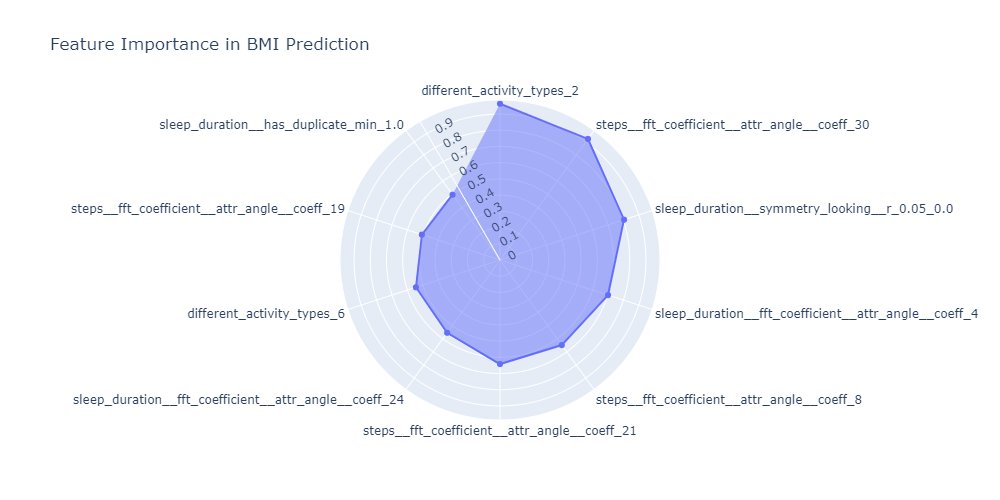 Feature Importance in BMI Prediction
different_activity_types_2
sleep_duration__has_duplicate_min_1.0
steps__fft_coefficient__attr_angle__coeff_30
0.9
0.8
0.7
0.6
0.5
0.4
0.3
0.2
0.1
0
steps__fft_coefficient__attr_angle__coeff_19
sleep_duration__symmetry_looking__r_0.05_0.0
different_activity_types_6
sleep_duration__fft_coefficient__attr_angle__coeff_4
sleep_duration__fft_coefficient__attr_angle__coeff_24
steps__fft_coefficient__attr_angle__coeff_8
steps__fft_coefficient__attr_angle__coeff_21